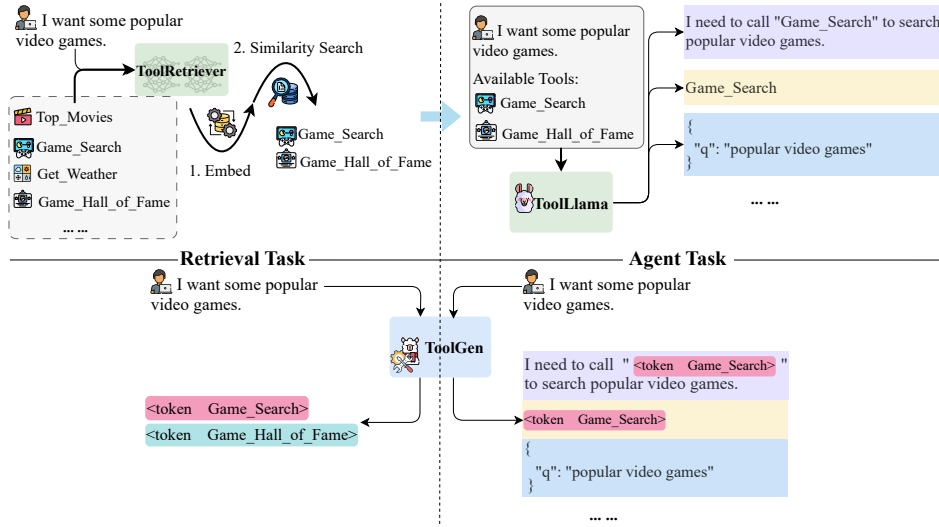 I want some popular
video games.
ToolRetriever
2. Similarity Search
Top_Movies
Game_Search
Get_Weather
Game_Hall_of_Fame
... ...
1. Embed
Game_Search
Game_Hall_of_Fame
I want some popular
video games.
Available Tools:
Game_Search
Game_Hall_of_Fame
ToolLlama
I need to call "Game_Search" to search
popular video games.
Game_Search
{
"q": "popular video games"
}
... ...
Retrieval Task
Agent Task
I want some popular
video games.
I want some popular
video games.
ToolGen
<token Game_Search>
<token Game_Hall_of_Fame>
I need to call " <token Game_Search> "
to search popular video games.
<token Game_Search>
{
"q": "popular video games"
}
... ...